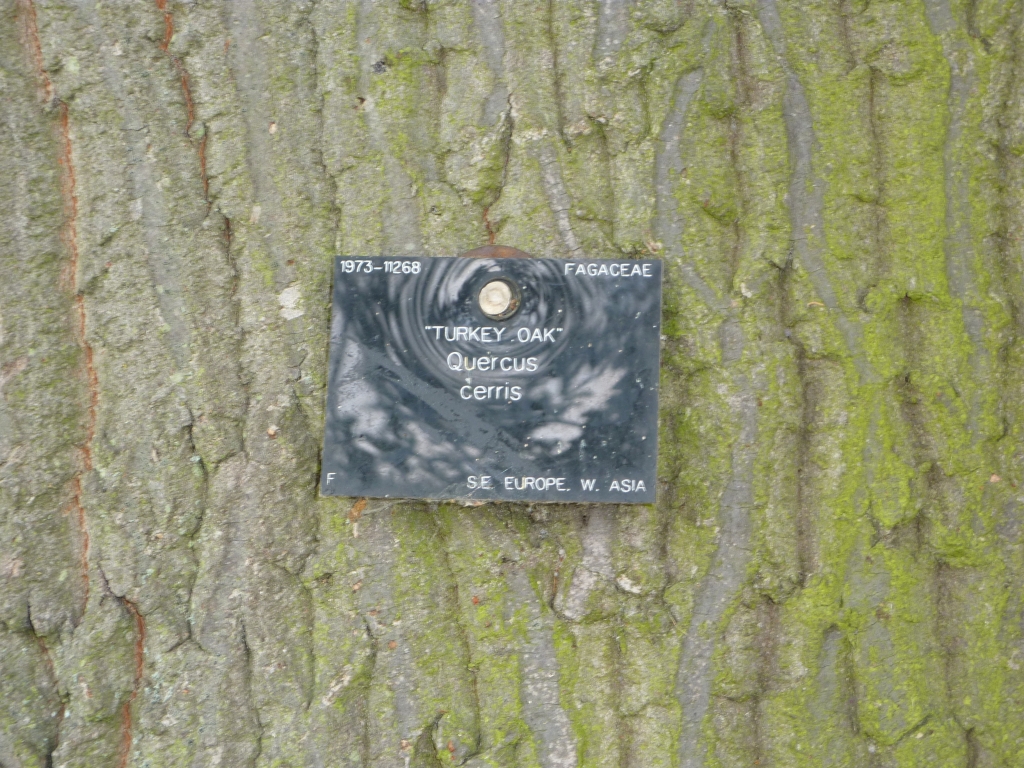 1973-11268 FAGACEAE
"TURKEY OAK"
Quercus
cerris
F S.E. EUROPE. W. ASIA